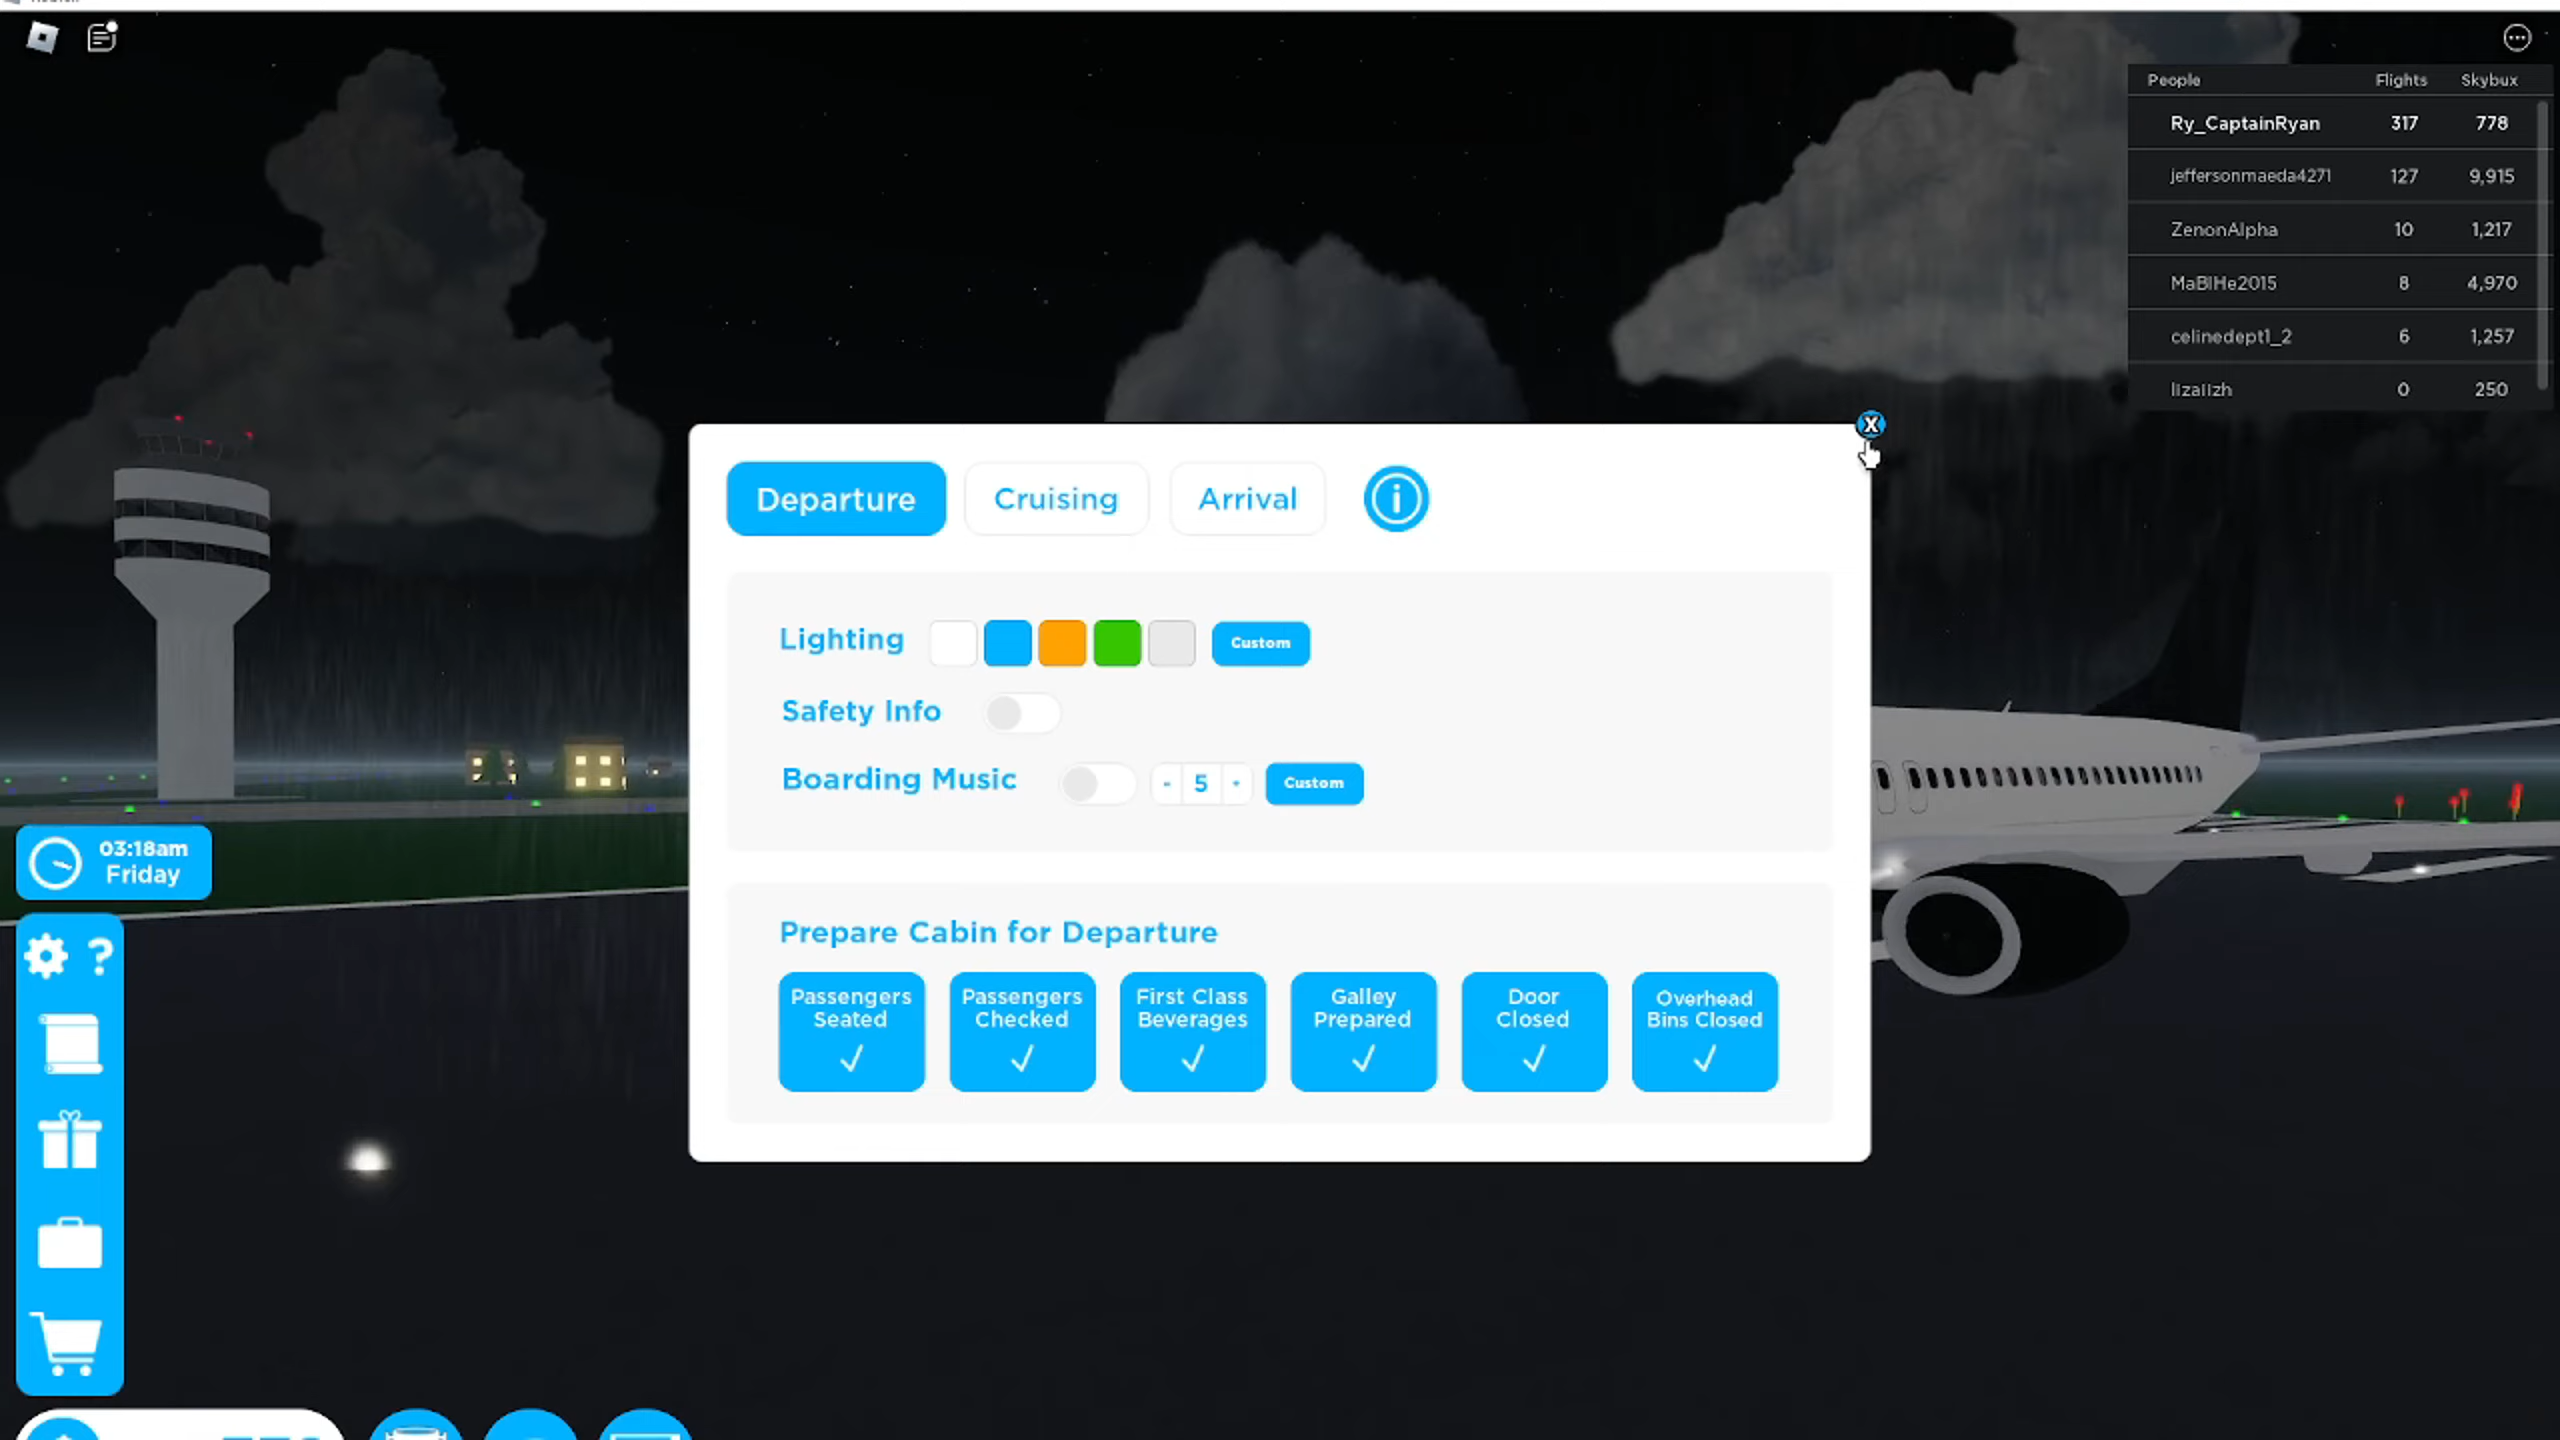 People Flights Skybux
Ry_CaptainRyan 317 778
jeffersonmaeda4271 127 9,915
ZenonAlpha 10 1,217
MaBlHe2015 8 4,970
celinedept1_2 6 1,257
lizalizh 0 250
X
Departure Cruising Arrival i
Lighting Custom
Safety Info
Boarding Music - 5 + Custom
03:18am
Friday
?
Prepare Cabin for Departure
Passengers
Seated
Passengers
Checked
First Class
Beverages
Galley
Prepared
Door
Closed
Overhead
Bins Closed